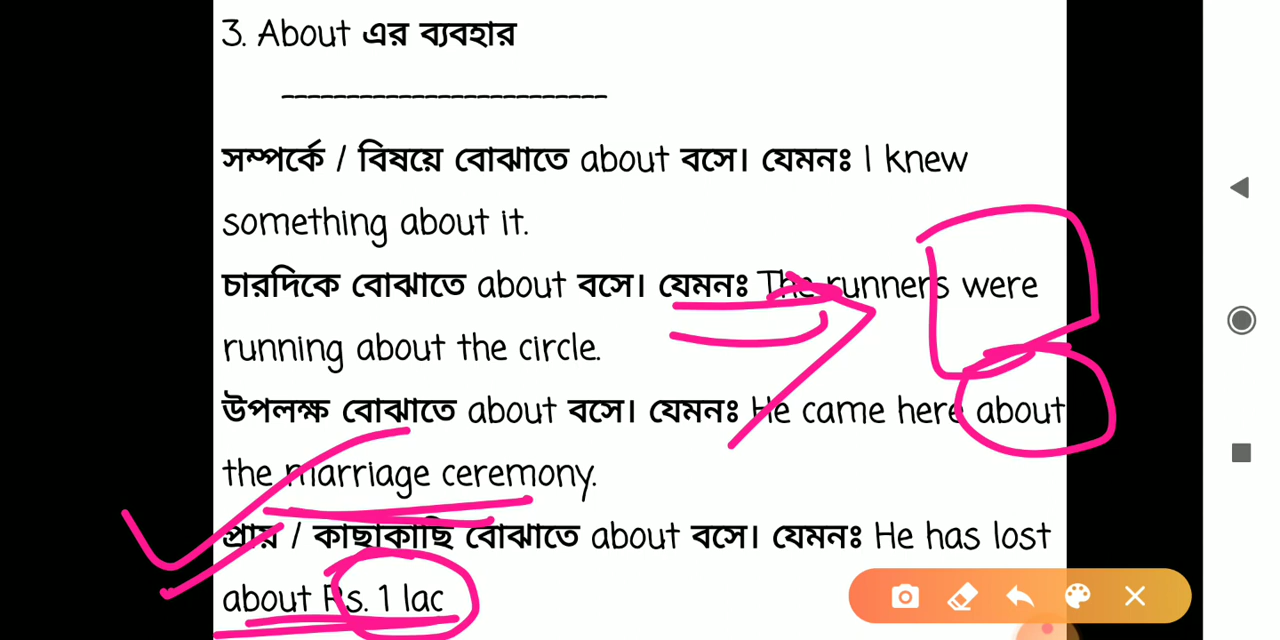 3. About এর ব্যবহার
-------------------------
সম্পর্কে / বিষয়ে বোঝাতে about বসে। যেমনঃ I knew
something about it.
চারদিকে বোঝাতে about বসে। যেমনঃ The runners were
running about the circle.
উপলক্ষ বোঝাতে about বসে। যেমনঃ He came here about
the marriage ceremony.
প্রায় / কাছাকাছি বোঝাতে about বসে। যেমনঃ He has lost
about Rs. 1 lac